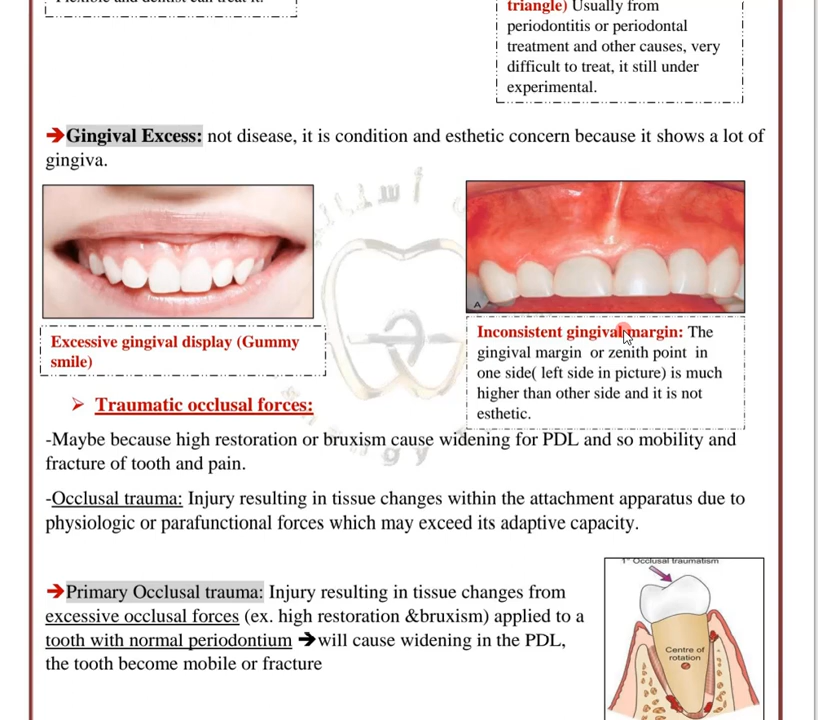 triangle) Usually from
periodontitis or periodontal
treatment and other causes, very
difficult to treat, it still under
experimental.
➔Gingival Excess: not disease, it is condition and esthetic concern because it shows a lot of
gingiva.
A
Excessive gingival display (Gummy
smile)
Inconsistent gingival margin: The
gingival margin or zenith point in
one side( left side in picture) is much
higher than other side and it is not
esthetic.
➢ Traumatic occlusal forces:
-Maybe because high restoration or bruxism cause widening for PDL and so mobility and
fracture of tooth and pain.
-Occlusal trauma: Injury resulting in tissue changes within the attachment apparatus due to
physiologic or parafunctional forces which may exceed its adaptive capacity.
➔Primary Occlusal trauma: Injury resulting in tissue changes from
excessive occlusal forces (ex. high restoration &bruxism) applied to a
tooth with normal periodontium ➔will cause widening in the PDL,
the tooth become mobile or fracture
1° Occlusal traumatism
Centre of
rotation